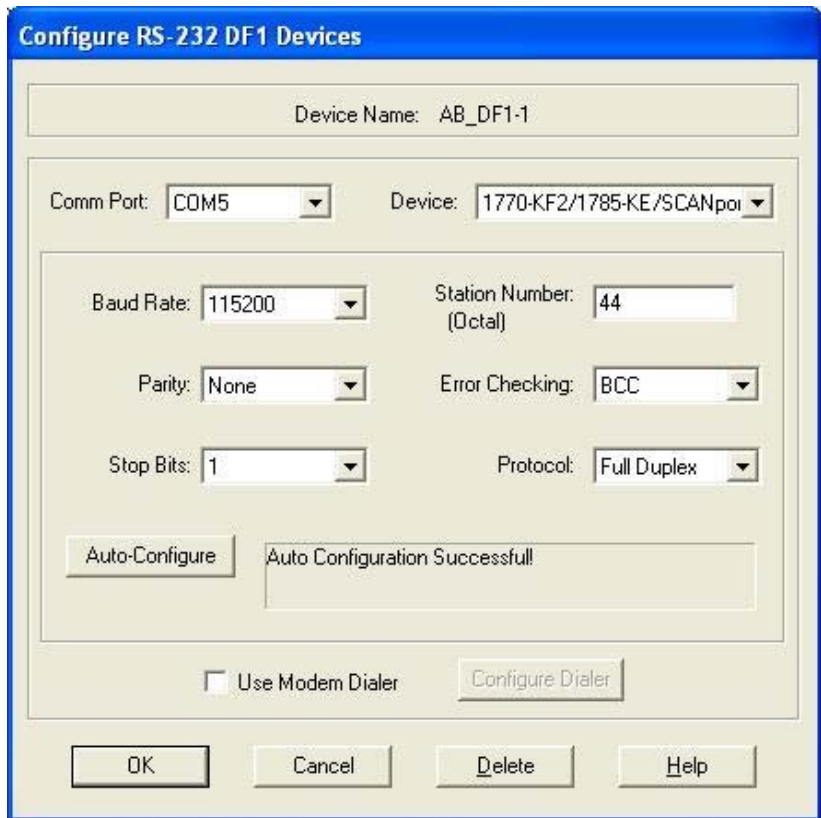 Configure RS-232 DF1 Devices
Device Name: AB_DF1-1
Comm Port: COM5 Device: 1770-KF2/1785-KE/SCANpor
Baud Rate: 115200 Station Number: 44
(Octal)
Parity: None Error Checking: BCC
Stop Bits: 1 Protocol: Full Duplex
Auto-Configure Auto Configuration Successful!
Use Modem Dialer Configure Dialer
OK Cancel Delete Help